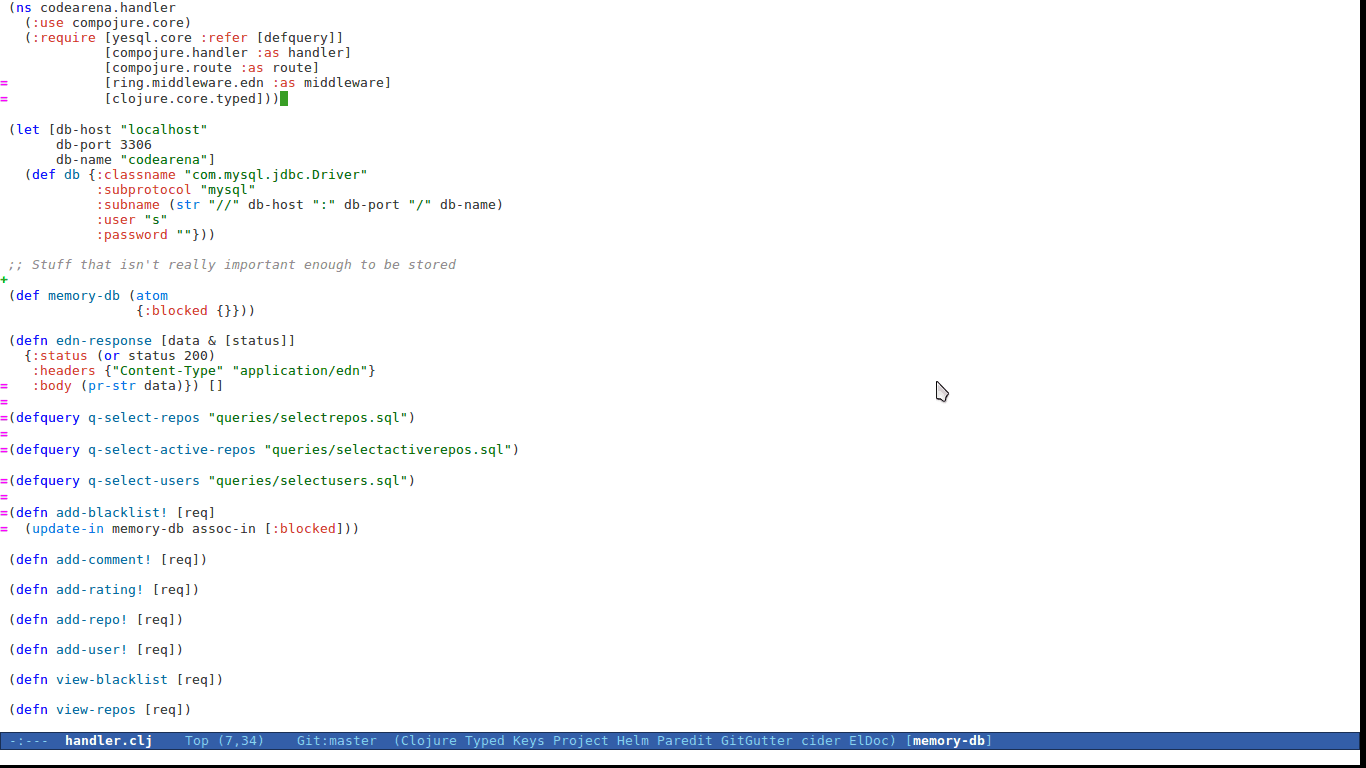 (ns codearena.handler
  (:use compojure.core)
  (:require [yesql.core :refer [defquery]]
            [compojure.handler :as handler]
            [compojure.route :as route]
=           [ring.middleware.edn :as middleware]
=           [clojure.core.typed]))
(let [db-host "localhost"
      db-port 3306
      db-name "codearena"]
  (def db {:classname "com.mysql.jdbc.Driver"
           :subprotocol "mysql"
           :subname (str "//" db-host ":" db-port "/" db-name)
           :user "s"
           :password ""}))
;; Stuff that isn't really important enough to be stored
+
(def memory-db (atom
                {:blocked {}}))
(defn edn-response [data & [status]]
  {:status (or status 200)
   :headers {"Content-Type" "application/edn"}
=  :body (pr-str data)}) []
=
=(defquery q-select-repos "queries/selectrepos.sql")
=
=(defquery q-select-active-repos "queries/selectactiverepos.sql")
=(defquery q-select-users "queries/selectusers.sql")
=
=(defn add-blacklist! [req]
=  (update-in memory-db assoc-in [:blocked]))
(defn add-comment! [req])
(defn add-rating! [req])
(defn add-repo! [req])
(defn add-user! [req])
(defn view-blacklist [req])
(defn view-repos [req])
-:---  handler.clj    Top (7,34)    Git:master  (Clojure Typed Keys Project Helm Paredit GitGutter cider ElDoc) [memory-db]